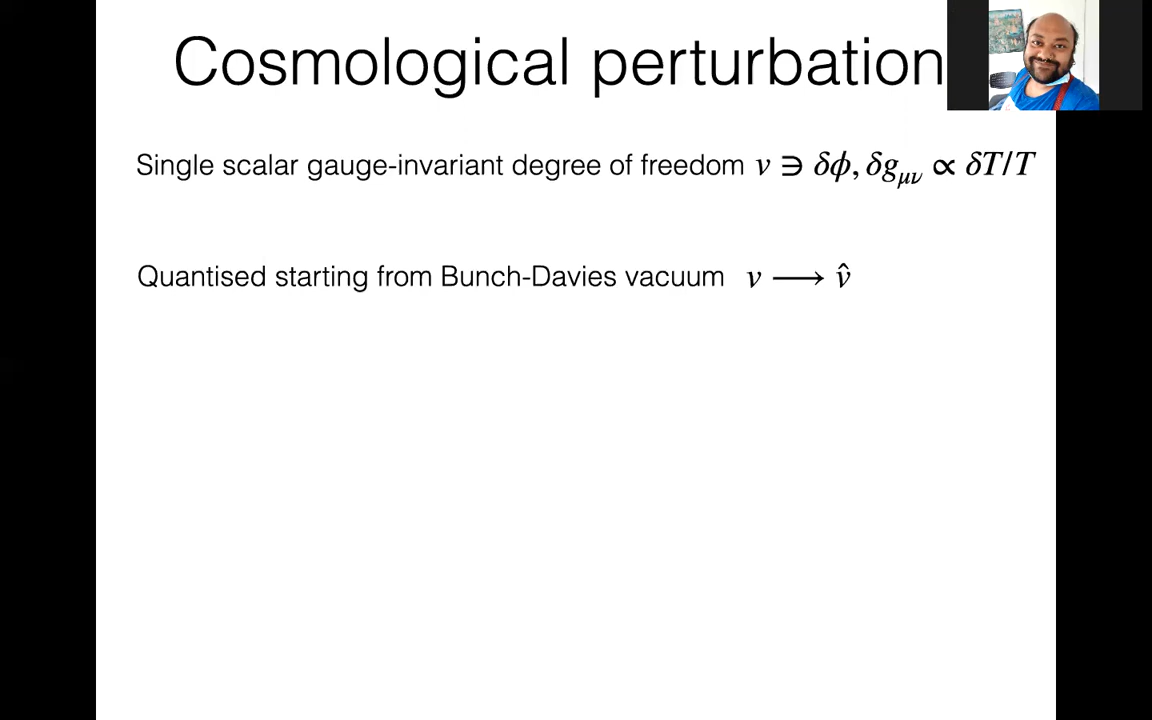 Cosmological perturbation
Single scalar gauge-invariant degree of freedom v ∋ δϕ, δg_μν ∝ δT/T
Quantised starting from Bunch-Davies vacuum v ⟶ v̂